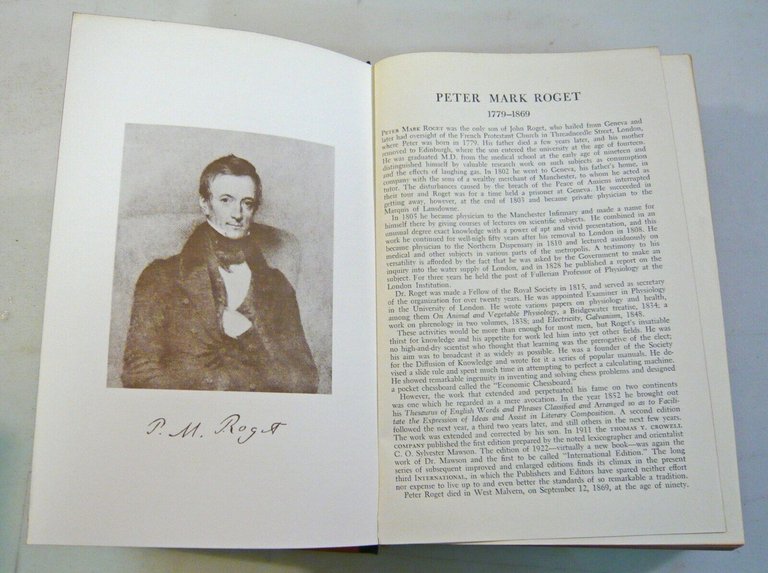 P. M. Roget
PETER MARK ROGET
1779–1869
PETER MARK ROGET was the only son of John Roget, who hailed from Geneva and
later had oversight of the French Protestant Church in Threadneedle Street, London,
where Peter was born in 1779. His father died a few years later, and his mother
removed to Edinburgh, where the son entered the university at the age of fourteen.
He was graduated M.D. from the medical school at the early age of nineteen and
distinguished himself by valuable research work on such subjects as consumption
and the effects of laughing gas. In 1802 he went to Geneva, his father's home, in
company with the sons of a wealthy merchant of Manchester, to whom he acted as
tutor. The disturbances caused by the breach of the Peace of Amiens interrupted
their tour and Roget was for a time held a prisoner at Geneva. He succeeded in
getting away, however, at the end of 1803 and became private physician to the
Marquis of Lansdowne.
In 1805 he became physician to the Manchester Infirmary and made a name for
himself there by giving courses of lectures on scientific subjects. He combined in an
unusual degree exact knowledge with a power of apt and vivid presentation, and this
work he continued for well-nigh fifty years after his removal to London in 1808. He
became physician to the Northern Dispensary in 1810 and lectured assiduously on
medical and other subjects in various parts of the metropolis. A testimony to his
versatility is afforded by the fact that he was asked by the Government to make an
inquiry into the water supply of London, and in 1828 he published a report on the
subject. For three years he held the post of Fullerian Professor of Physiology at the
London Institution.
Dr. Roget was made a Fellow of the Royal Society in 1815, and served as secretary
of the organization for over twenty years. He was appointed Examiner in Physiology
in the University of London. He wrote various papers on physiology and health,
among them On Animal and Vegetable Physiology, a Bridgewater treatise, 1834; a
work on phrenology in two volumes, 1838; and Electricity, Galvanism, 1848.
These activities would be more than enough for most men, but Roget's insatiable
thirst for knowledge and his appetite for work led him into yet other fields. He was
no high-and-dry scientist who thought that learning was the prerogative of the elect;
his aim was to broadcast it as widely as possible. He was a founder of the Society
for the Diffusion of Knowledge and wrote for it a series of popular manuals. He de-
vised a slide rule and spent much time in attempting to perfect a calculating machine.
He showed remarkable ingenuity in inventing and solving chess problems and designed
a pocket chessboard called the "Economic Chessboard."
However, the work that extended and perpetuated his fame on two continents
was one which he regarded as a mere avocation. In the year 1852 he brought out
his Thesaurus of English Words and Phrases Classified and Arranged so as to Facili-
tate the Expression of Ideas and Assist in Literary Composition. A second edition
followed the next year, a third two years later, and still others in the next few years.
The work was extended and corrected by his son. In 1911 the THOMAS Y. CROWELL
COMPANY published the first edition prepared by the noted lexicographer and orientalist
C. O. Sylvester Mawson. The edition of 1922—virtually a new book—was again the
work of Dr. Mawson and the first to be called "International Edition." The long
series of subsequent improved and enlarged editions finds its climax in the present
third INTERNATIONAL, in which the Publishers and Editors have spared neither effort
nor expense to live up to and even better the standards of so remarkable a tradition.
Peter Roget died in West Malvern, on September 12, 1869, at the age of ninety.